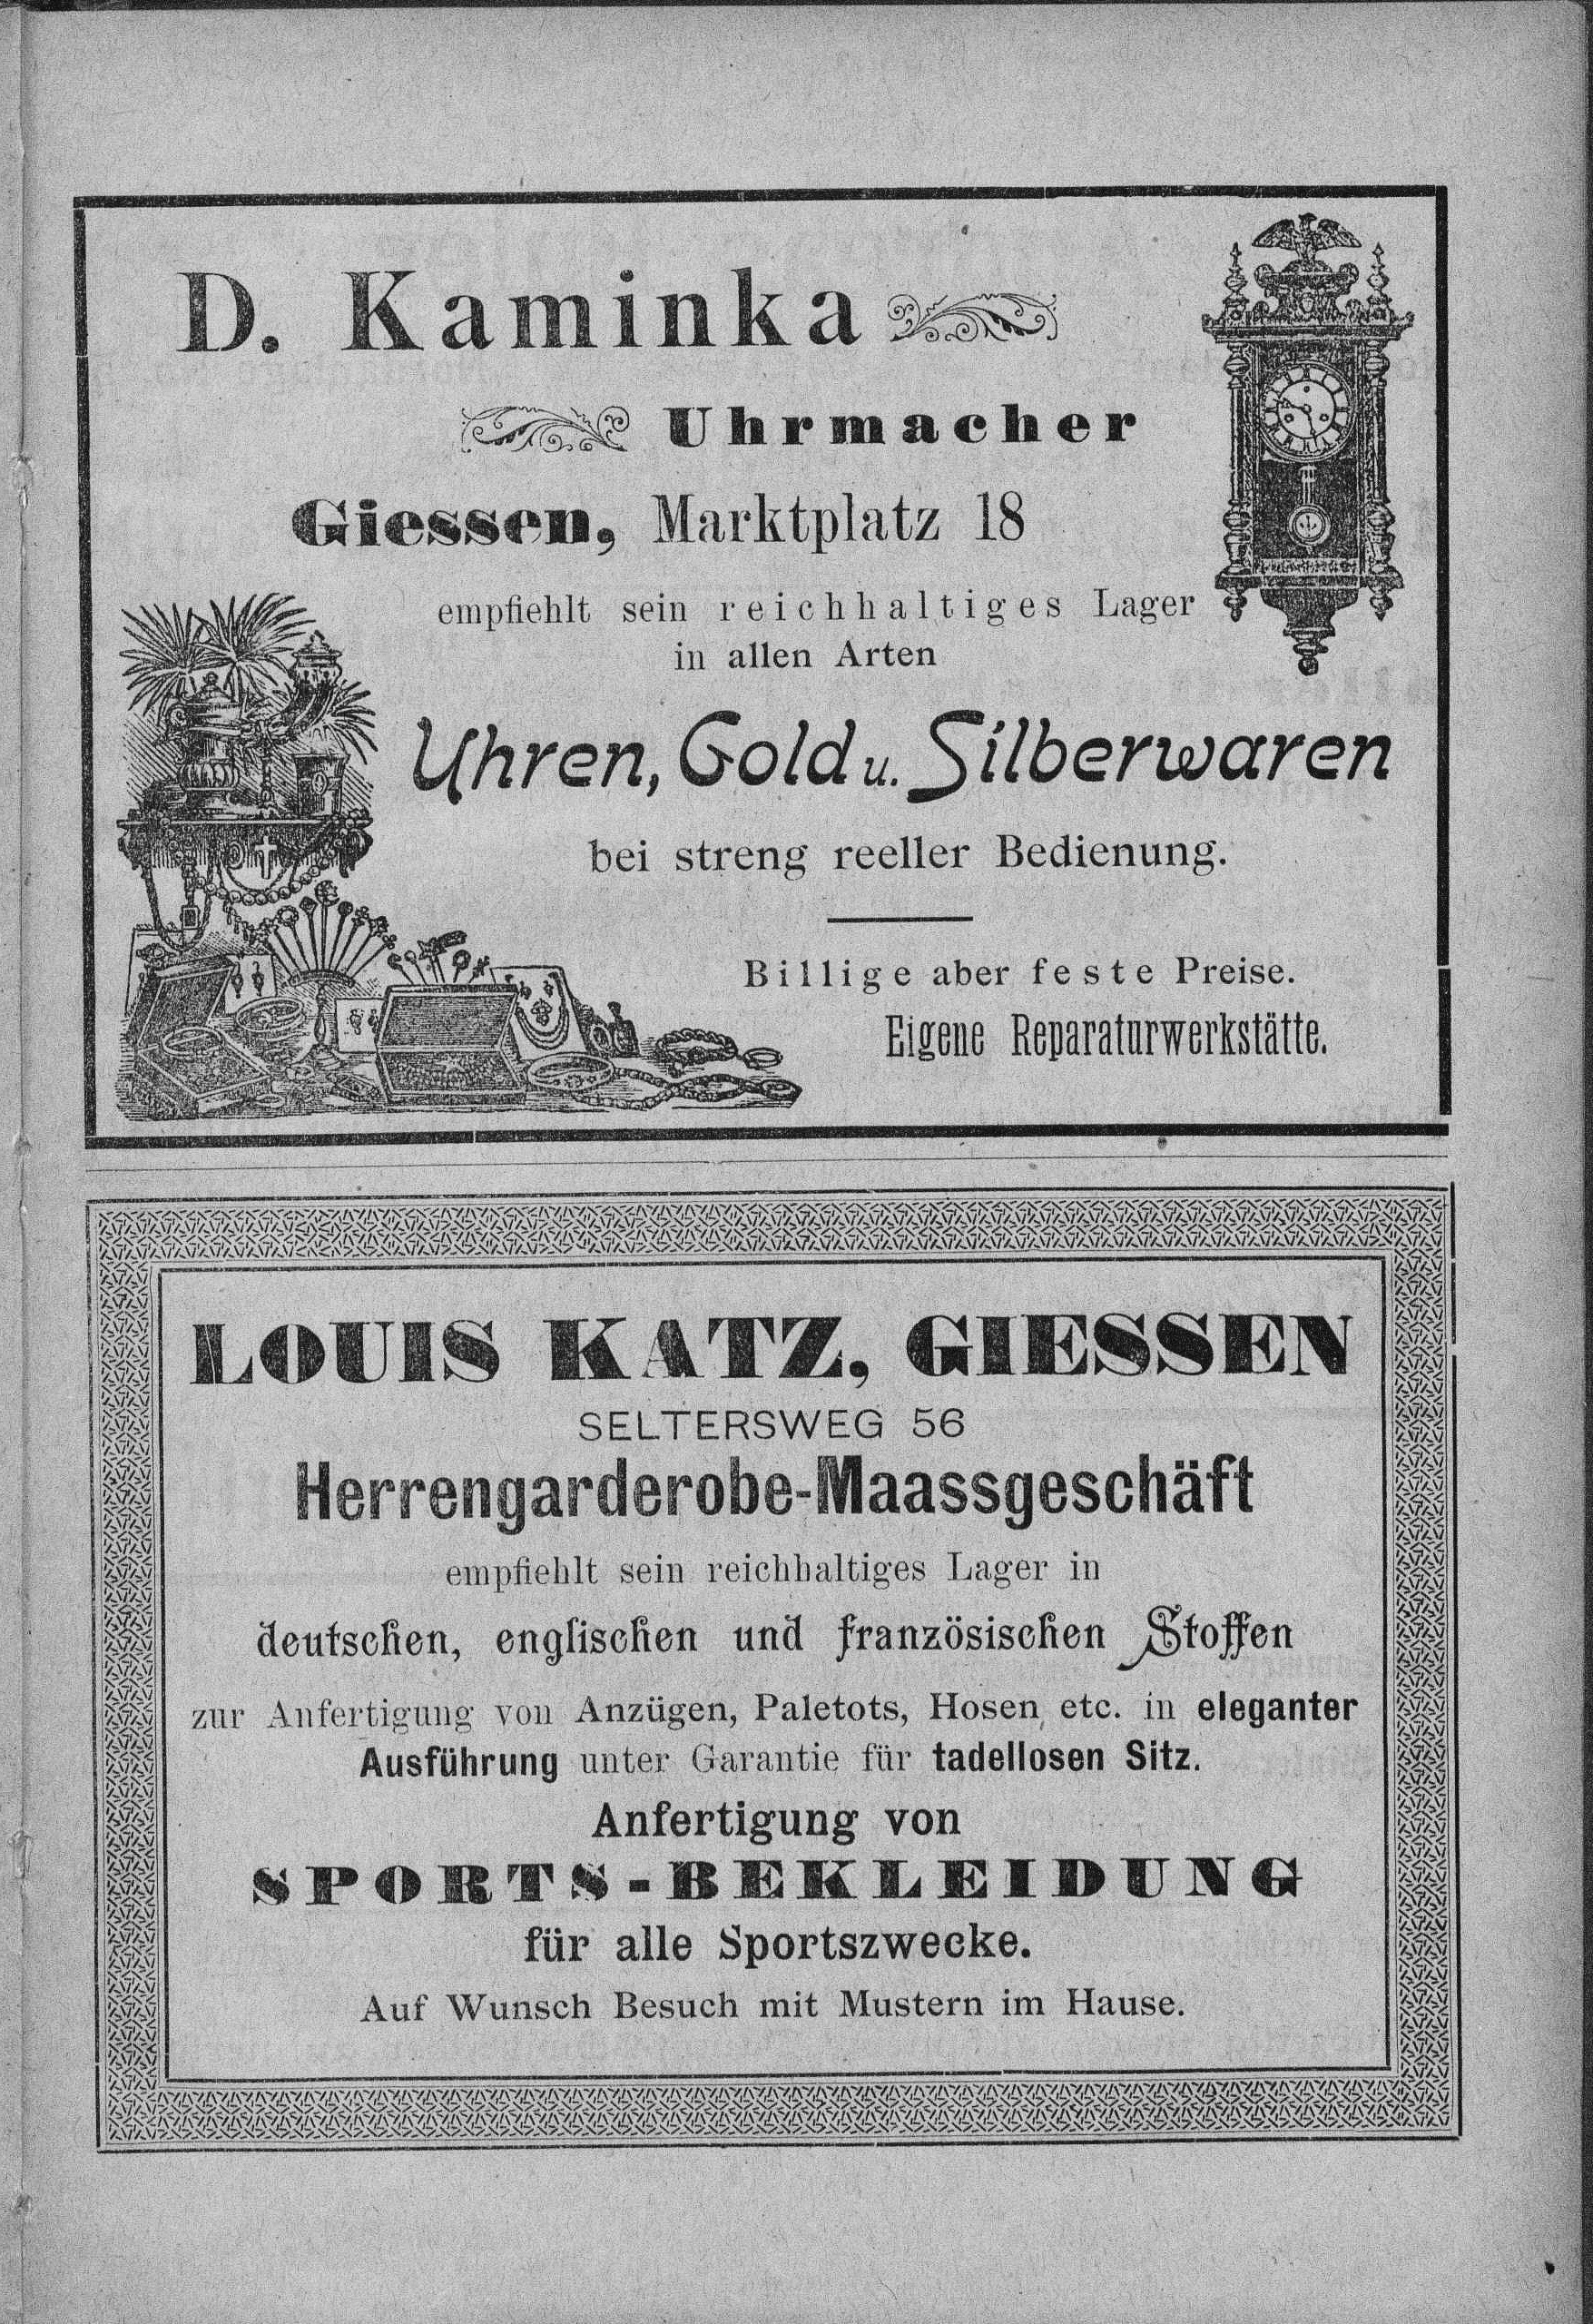 D. Kaminka
Uhrmacher
Giessen, Marktplatz 18
empfiehlt sein reichhaltiges Lager
in allen Arten
Uhren, Gold u. Silberwaren
bei streng reeller Bedienung.
Billige aber feste Preise.
Eigene Reparaturwerkstätte.
LOUIS KATZ, GIESSEN
SELTERSWEG 56
Herrengarderobe-Maassgeschäft
empfiehlt sein reichhaltiges Lager in
deutschen, englischen und französischen Stoffen
zur Anfertigung von Anzügen, Paletots, Hosen, etc. in eleganter
Ausführung unter Garantie für tadellosen Sitz.
Anfertigung von
SPORTS-BEKLEIDUNG
für alle Sportszwecke.
Auf Wunsch Besuch mit Mustern im Hause.